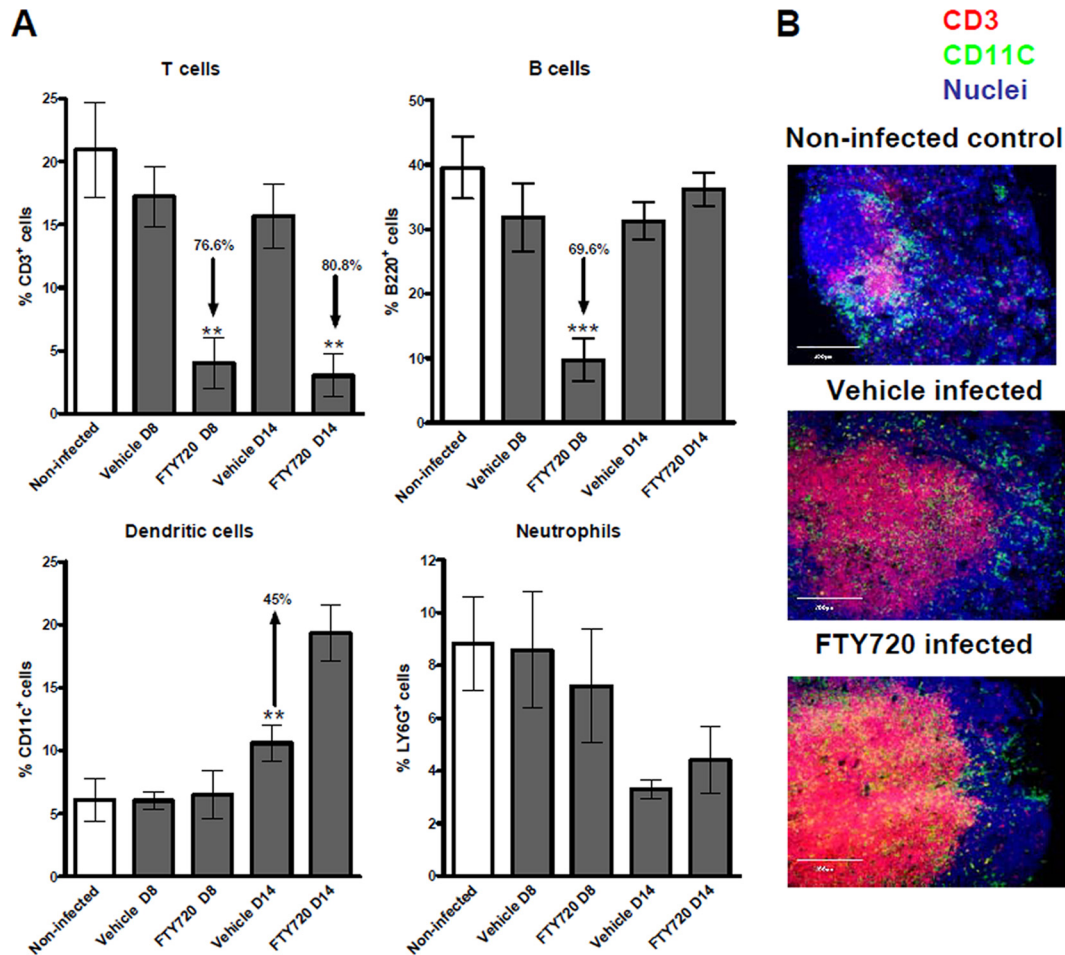 A
T cells
% CD3+ cells
25
20
15
10
5
0
76.6%
80.8%
**
**
Non-infected
Vehicle D8
FTY720 D8
Vehicle D14
FTY720 D14
B cells
% B220+ cells
50
40
30
20
10
0
69.6%
***
Non-infected
Vehicle D8
FTY720 D8
Vehicle D14
FTY720 D14
Dendritic cells
% CD11c+ cells
25
20
15
10
5
0
45%
**
Non-infected
Vehicle D8
FTY720 D8
Vehicle D14
FTY720 D14
Neutrophils
% LY6G+ cells
12
10
8
6
4
2
0
Non-infected
Vehicle D8
FTY720 D8
Vehicle D14
FTY720 D14
B
CD3
CD11C
Nuclei
Non-infected control
Vehicle infected
FTY720 infected